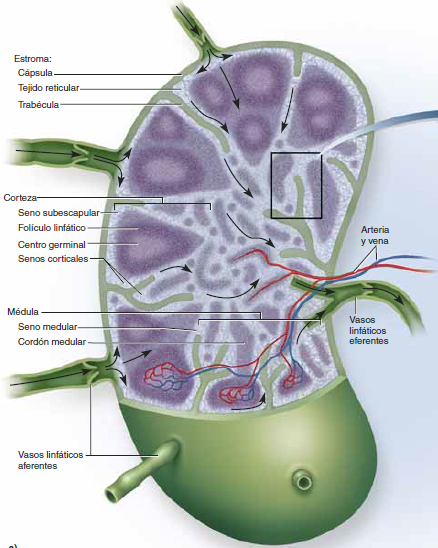 Estroma:
Cápsula
Tejido reticular
Trabécula
Corteza
Seno subescapular
Folículo linfático
Centro germinal
Senos corticales
Arteria
y vena
Médula
Seno medular
Cordón medular
Vasos
linfáticos
eferentes
Vasos linfáticos
aferentes